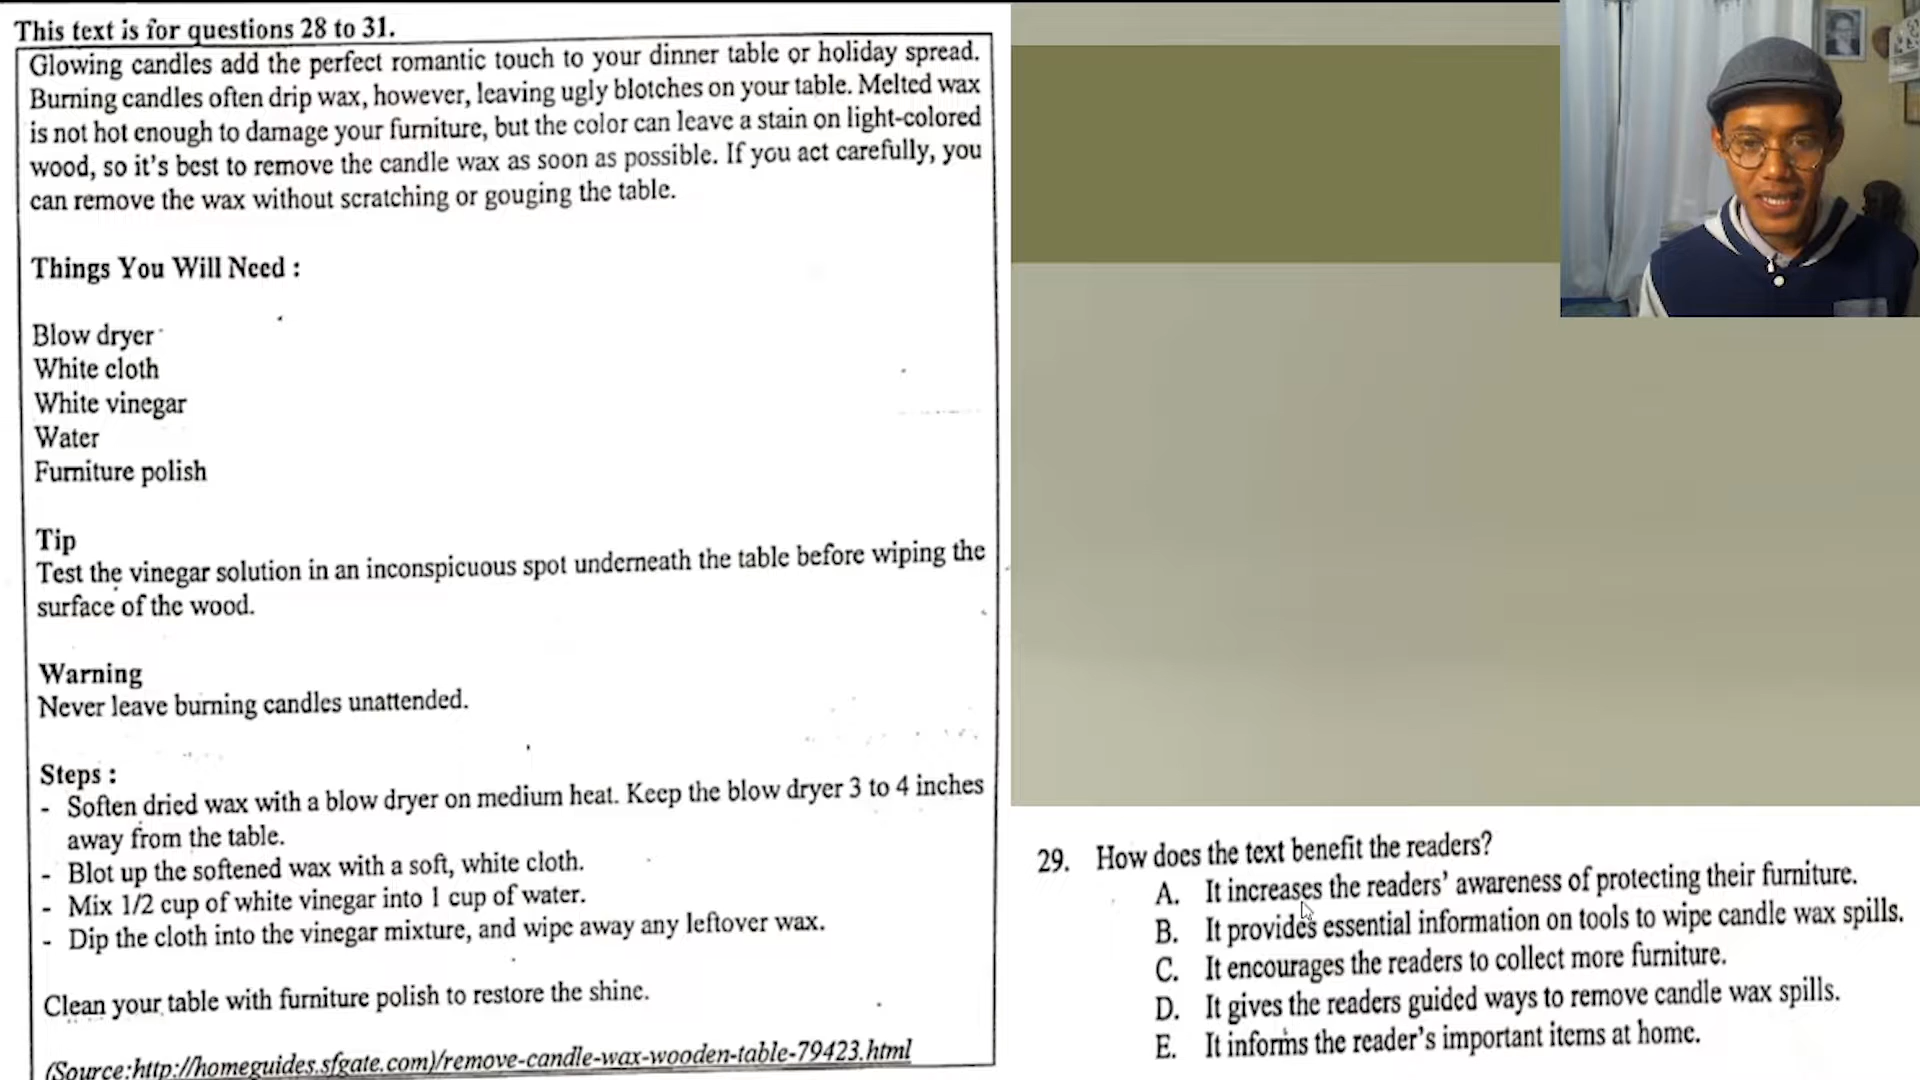 This text is for questions 28 to 31.
Glowing candles add the perfect romantic touch to your dinner table or holiday spread.
Burning candles often drip wax, however, leaving ugly blotches on your table. Melted wax
is not hot enough to damage your furniture, but the color can leave a stain on light-colored
wood, so it's best to remove the candle wax as soon as possible. If you act carefully, you
can remove the wax without scratching or gouging the table.
Things You Will Need :
Blow dryer
White cloth
White vinegar
Water
Furniture polish
Tip
Test the vinegar solution in an inconspicuous spot underneath the table before wiping the
surface of the wood.
Warning
Never leave burning candles unattended.
Steps :
- Soften dried wax with a blow dryer on medium heat. Keep the blow dryer 3 to 4 inches
away from the table.
- Blot up the softened wax with a soft, white cloth.
- Mix 1/2 cup of white vinegar into 1 cup of water.
- Dip the cloth into the vinegar mixture, and wipe away any leftover wax.
Clean your table with furniture polish to restore the shine.
(Source:http://homeguides.sfgate.com)/remove-candle-wax-wooden-table-79423.html
29. How does the text benefit the readers?
A. It increases the readers' awareness of protecting their furniture.
B. It provides essential information on tools to wipe candle wax spills.
C. It encourages the readers to collect more furniture.
D. It gives the readers guided ways to remove candle wax spills.
E. It informs the reader's important items at home.